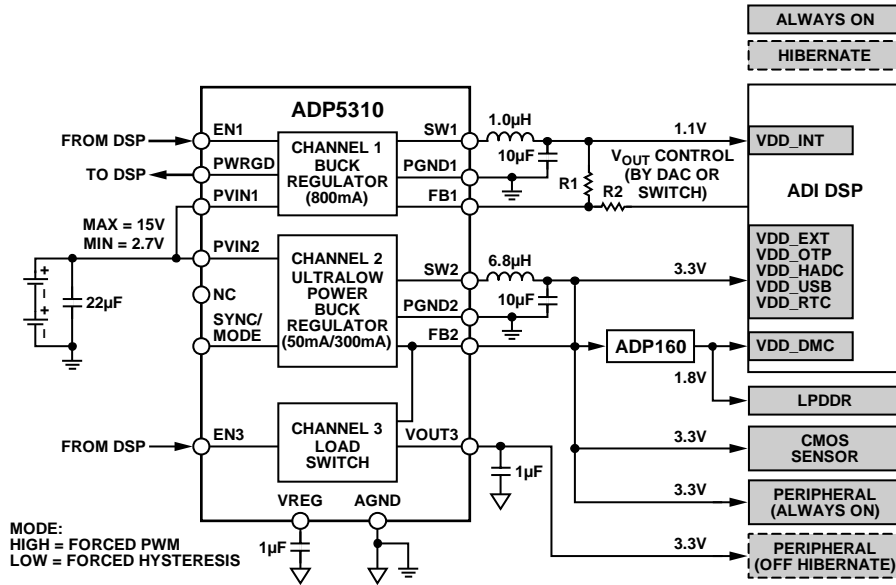 ALWAYS ON
HIBERNATE
ADP5310
FROM DSP
EN1
TO DSP
PWRGD
PVIN1
MAX = 15V
MIN = 2.7V
CHANNEL 1
BUCK
REGULATOR
(800mA)
SW1
PGND1
FB1
1.0µH
10µF
R1
R2
1.1V
VOUT CONTROL
(BY DAC OR
SWITCH)
VDD_INT
ADI DSP
PVIN2
NC
SYNC/
MODE
22µF
CHANNEL 2
ULTRALOW
POWER
BUCK
REGULATOR
(50mA/300mA)
SW2
PGND2
FB2
6.8µH
10µF
3.3V
VDD_EXT
VDD_OTP
VDD_HADC
VDD_USB
VDD_RTC
ADP160
VDD_DMC
1.8V
LPDDR
FROM DSP
EN3
CHANNEL 3
LOAD
SWITCH
VOUT3
1µF
3.3V
CMOS
SENSOR
3.3V
PERIPHERAL
(ALWAYS ON)
3.3V
PERIPHERAL
(OFF HIBERNATE)
VREG
AGND
1µF
MODE:
HIGH = FORCED PWM
LOW = FORCED HYSTERESIS